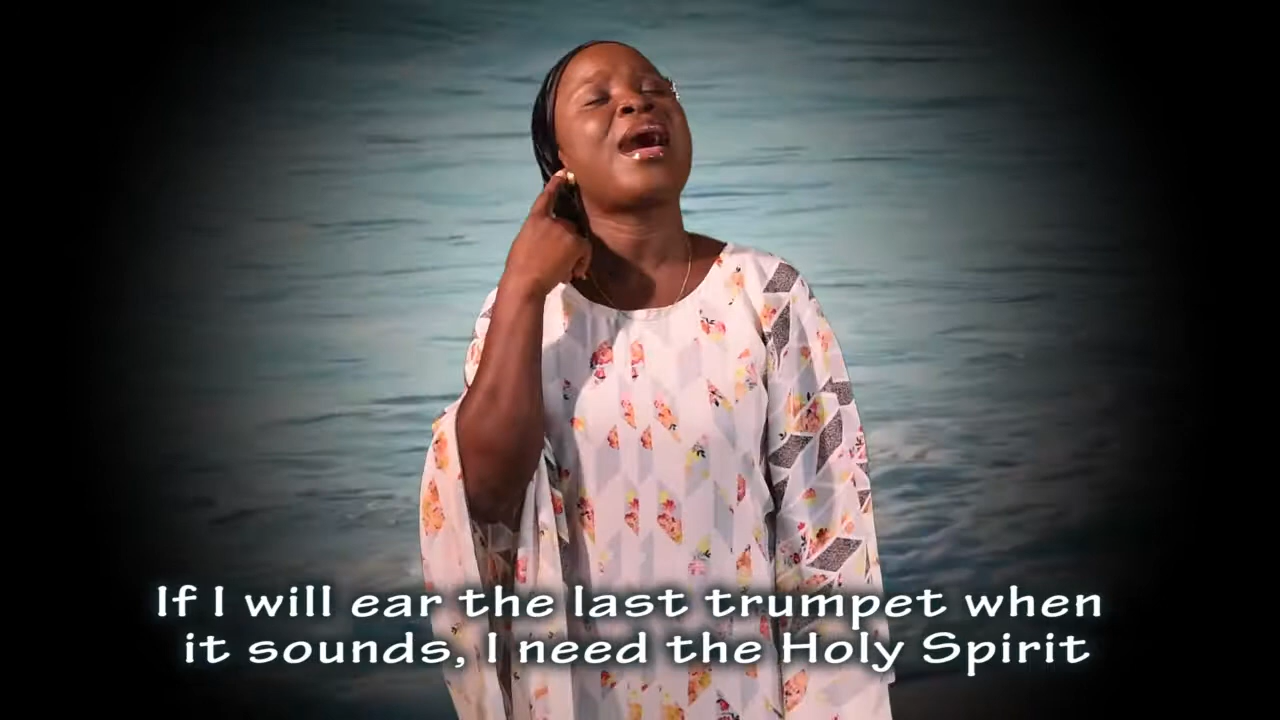 If I will ear the last trumpet when
it sounds, I need the Holy Spirit